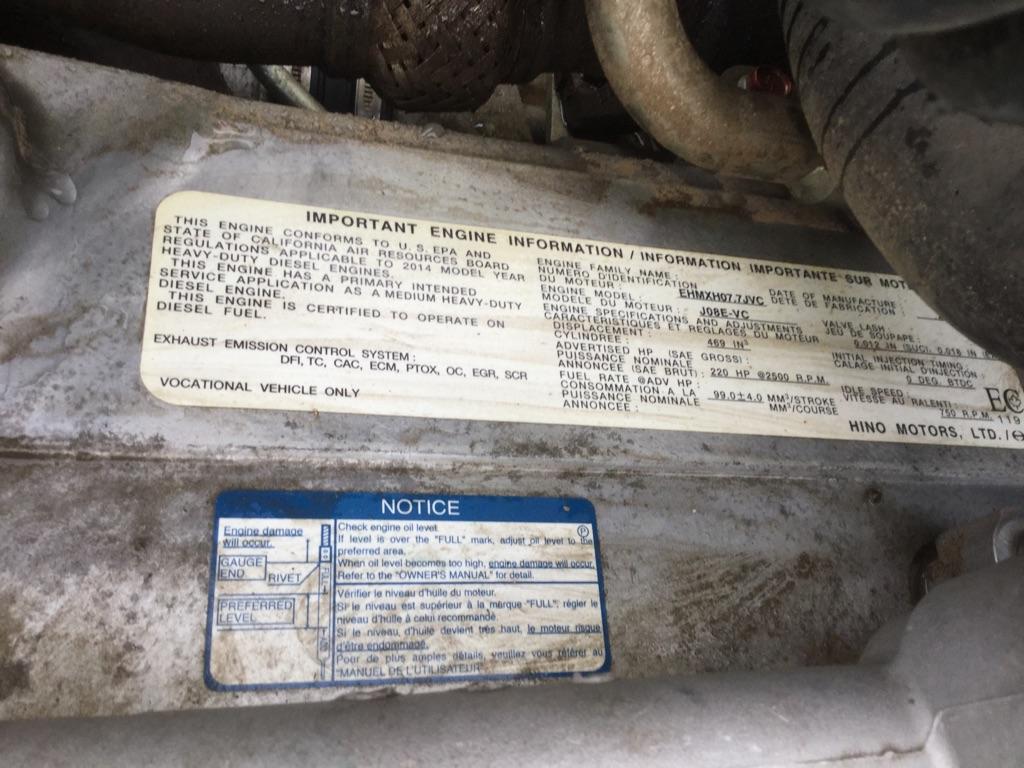 IMPORTANT ENGINE INFORMATION / INFORMATION IMPORTANTE SUR
THIS ENGINE CONFORMS TO U.S. EPA AND
STATE OF CALIFORNIA AIR RESOURCES BOARD
REGULATIONS APPLICABLE TO 2014 MODEL YEAR
HEAVY-DUTY DIESEL ENGINES.
THIS ENGINE HAS A PRIMARY INTENDED
SERVICE APPLICATION AS A MEDIUM HEAVY-DUTY
DIESEL ENGINE.
THIS ENGINE IS CERTIFIED TO OPERATE ON
DIESEL FUEL.
EXHAUST EMISSION CONTROL SYSTEM :
DFI, TC, CAC, ECM, PTOX, OC, EGR, SCR
VOCATIONAL VEHICLE ONLY
ENGINE FAMILY NAME :
NUMERO D'IDENTIFICATION
DU MOTEUR : EHMXH07.7JVC
ENGINE MODEL :
MODELE DU MOTEUR : J08E-VC
ENGINE SPECIFICATIONS AND ADJUSTMENTS
CARACTERISTIQUES ET REGLAGES DU MOTEUR
DISPLACEMENT :
CYLINDREE : 469 IN³
ADVERTISED HP (SAE GROSS) :
PUISSANCE NOMINALE
ANNONCEE (SAE BRUT) : 220 HP @2500 R.P.M.
FUEL RATE @ADV HP :
CONSOMMATION A LA
PUISSANCE NOMINALE 99.0±4.0 MM³/STROKE
ANNONCEE : MM³/COURSE
DATE OF MANUFACTURE
DETE DE FABRICATION :
VALVE LASH :
JEU DE SOUPAPE :
0.012 IN (SUC), 0.018 IN
INITIAL INJECTION TIMING
CALAGE INITIAL D'INJECTION :
0 DEG. BTDC
IDLE SPEED :
VITESSE AU RALENTI :
750 R.P.M.
EC
119
HINO MOTORS, LTD./
NOTICE
Engine damage
will occur.
GAUGE
END
RIVET
FULL
PREFERRED
LEVEL
Check engine oil level.
P
If level is over the "FULL" mark, adjust oil level to the
preferred area.
When oil level becomes too high, engine damage will occur.
Refer to the "OWNER'S MANUAL" for detail.
Vérifier le niveau d'huile du moteur.
Si le niveau est supérieur à la marque "FULL", régler le
niveau d'huile à celui recommandé.
Si le niveau d'huile devient très haut, le moteur risque
d'être endommagé.
Pour de plus amples détails, veuillez vous référer au
"MANUEL DE L'UTILISATEUR"